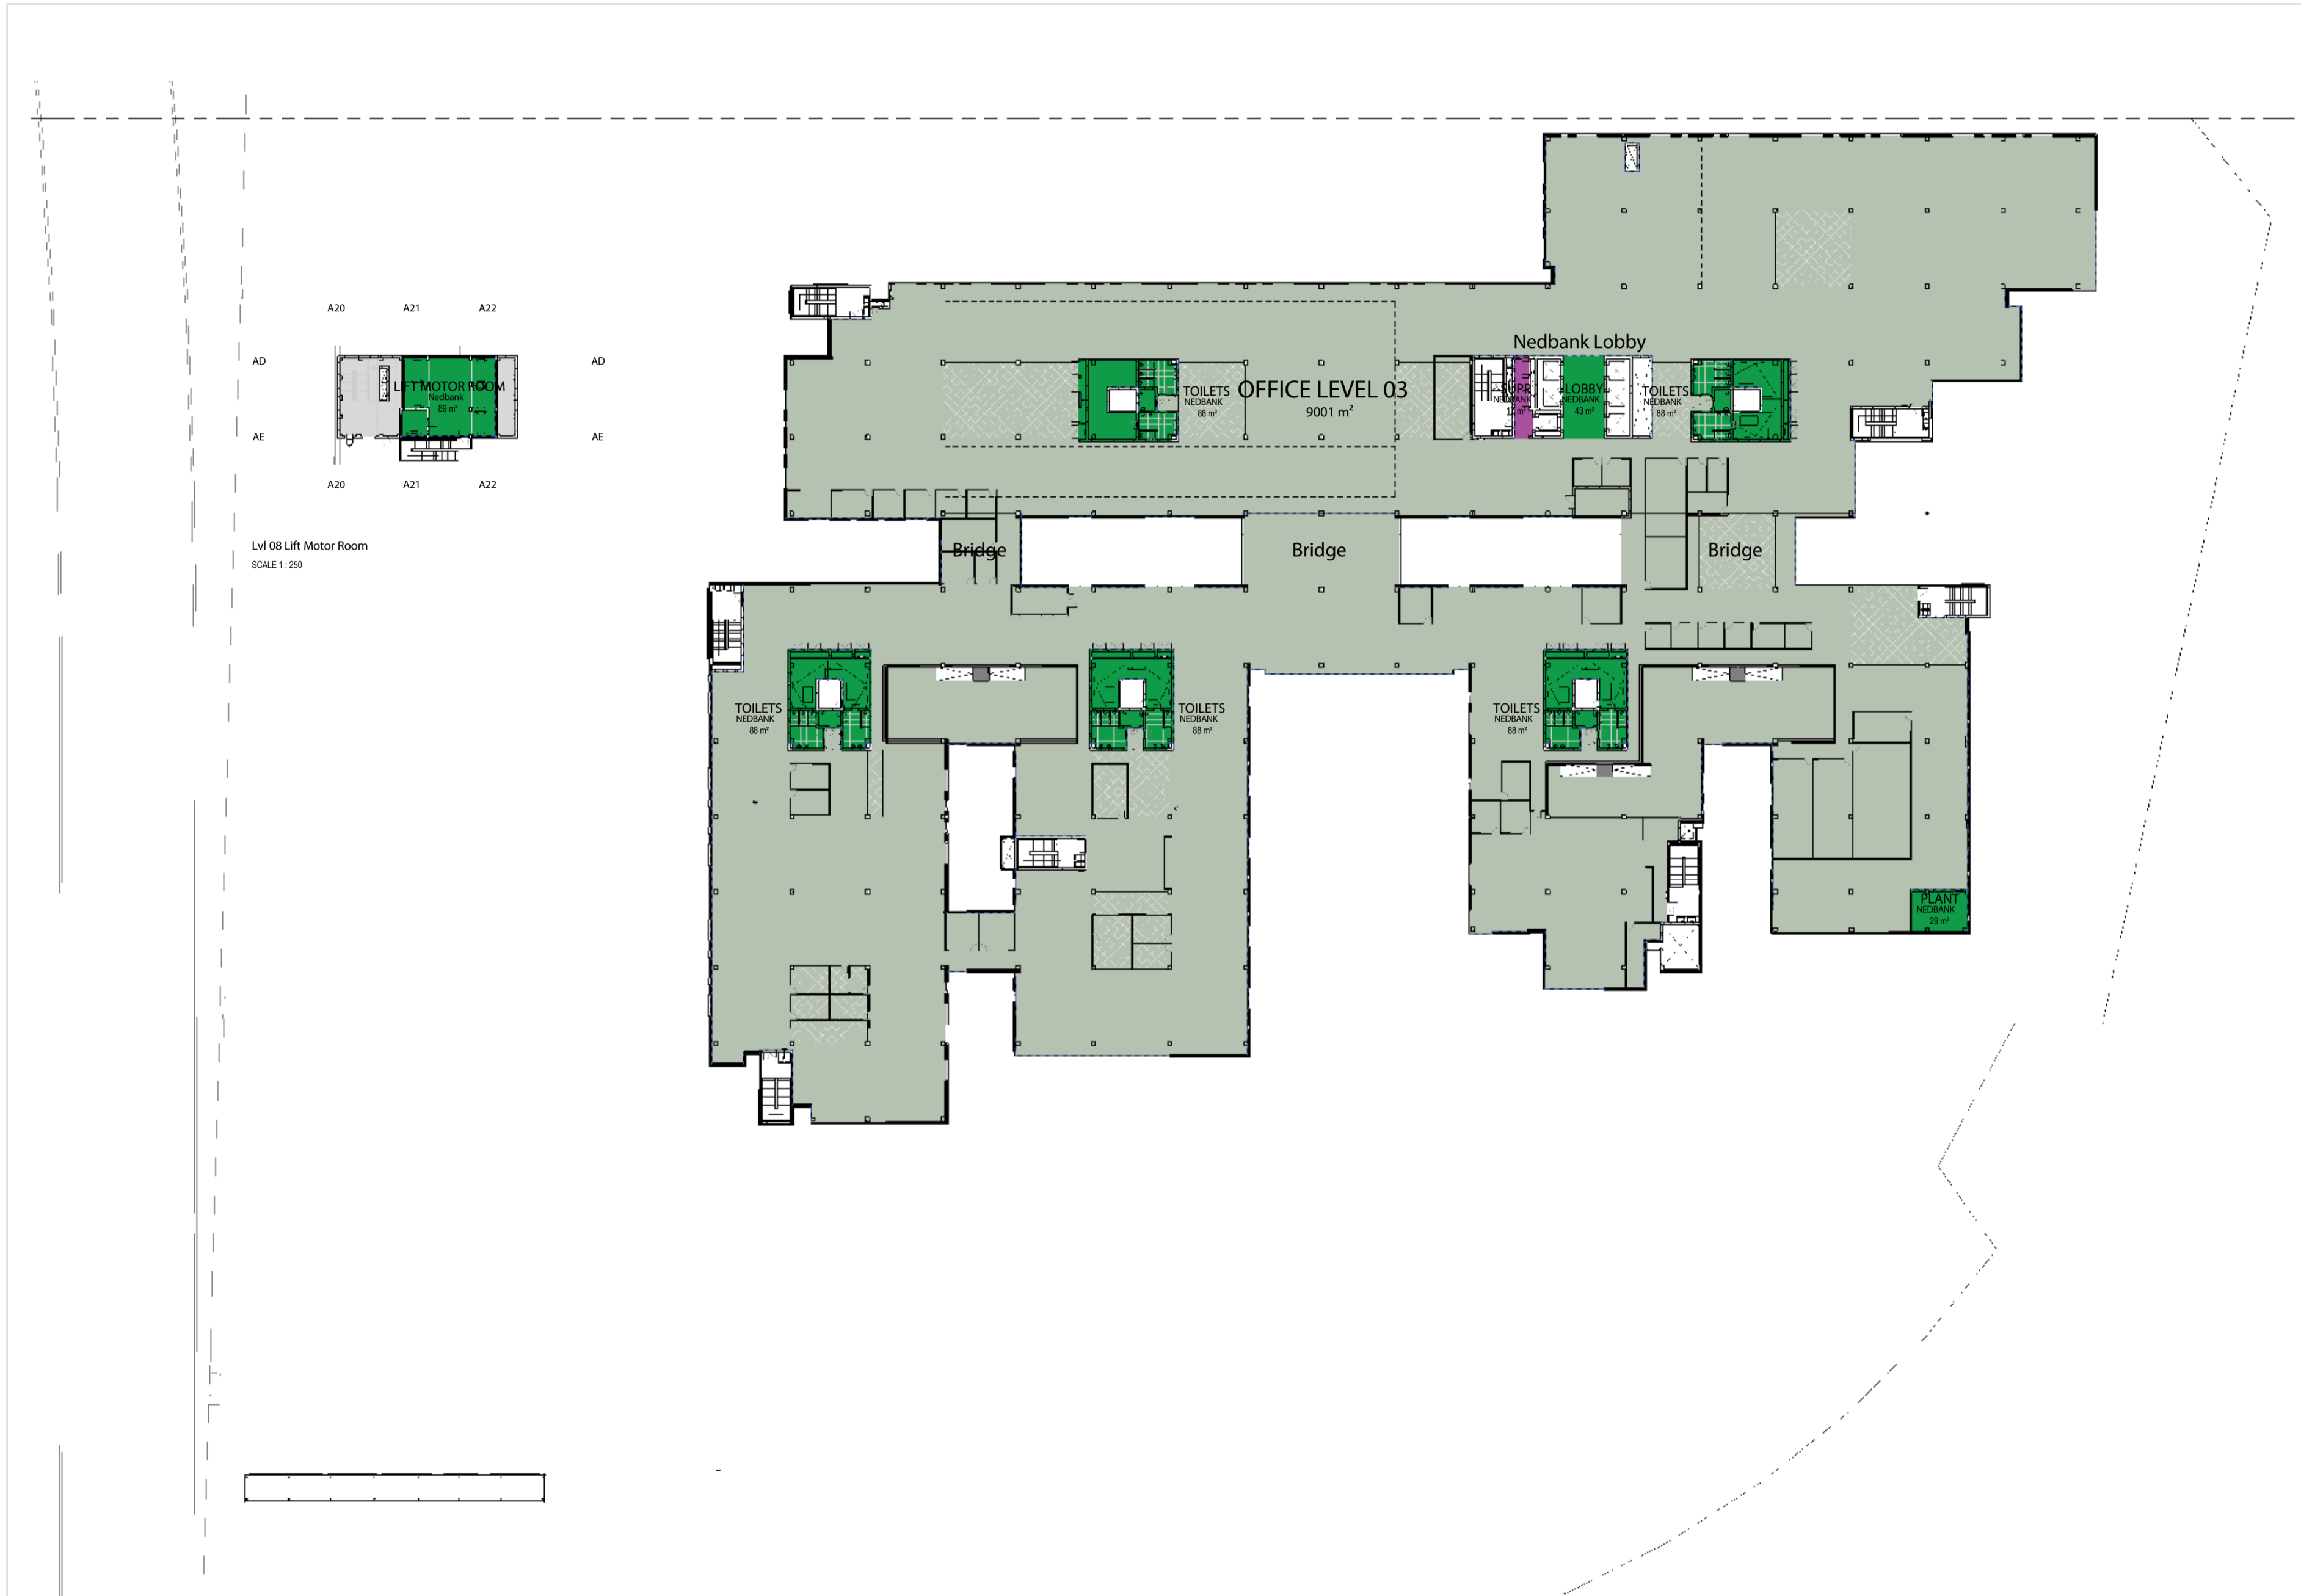 Nedbank Lobby
OFFICE LEVEL 03
9001 m²
TOILETS
NEDBANK
88 m²
SUPP
NEDBANK
LOBBY
NEDBANK
43 m²
TOILETS
NEDBANK
88 m²
A20 A21 A22
AD AD
LIFT MOTOR ROOM
Nedbank
89 m²
AE AE
A20 A21 A22
Lvl 08 Lift Motor Room
SCALE 1 : 250
Bridge
Bridge
Bridge
TOILETS
NEDBANK
88 m²
TOILETS
NEDBANK
88 m²
TOILETS
NEDBANK
88 m²
PLANT
NEDBANK
29 m²